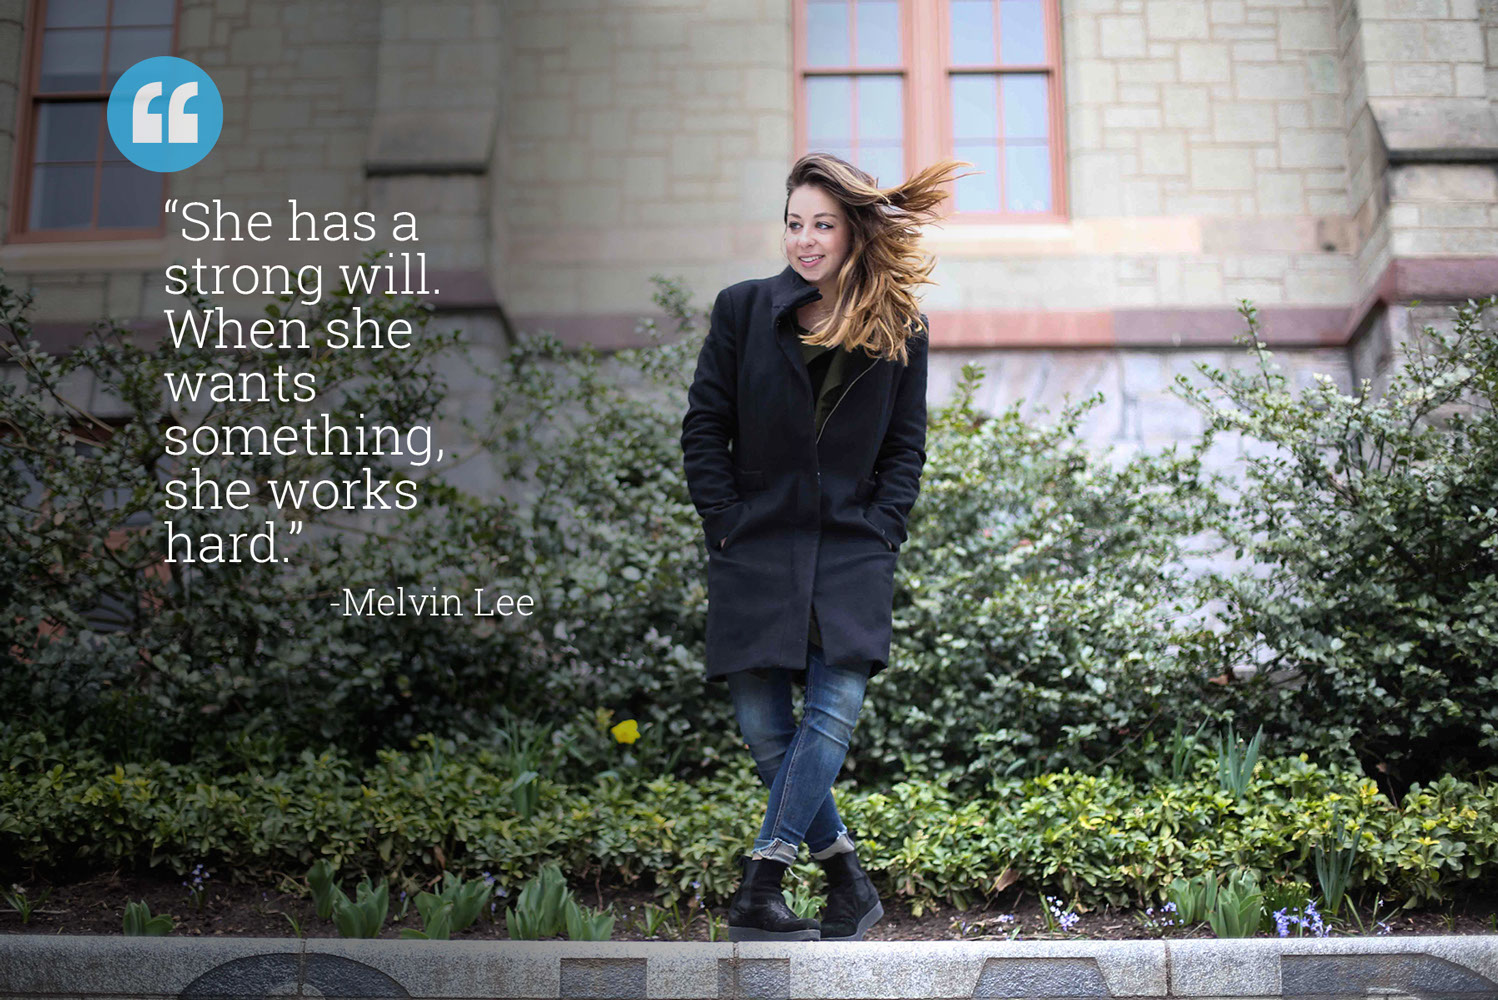 “She has a
strong will.
When she
wants
something,
she works
hard.”
-Melvin Lee